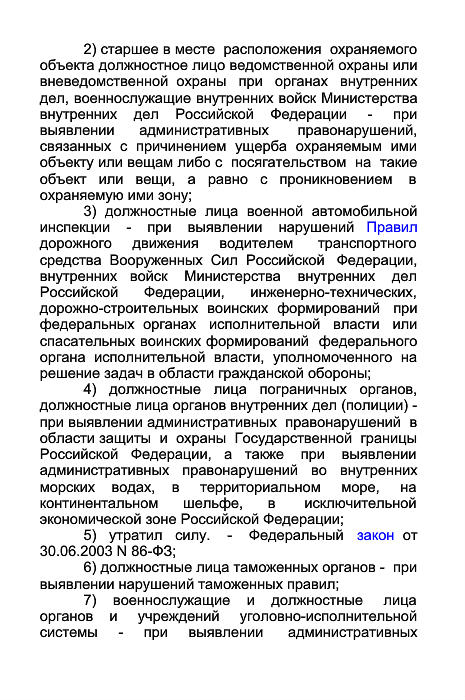 2) старшее в месте расположения охраняемого
объекта должностное лицо ведомственной охраны или
вневедомственной охраны при органах внутренних
дел, военнослужащие внутренних войск Министерства
внутренних дел Российской Федерации - при
выявлении административных правонарушений,
связанных с причинением ущерба охраняемым ими
объекту или вещам либо с посягательством на такие
объект или вещи, а равно с проникновением в
охраняемую ими зону;
3) должностные лица военной автомобильной
инспекции - при выявлении нарушений Правил
дорожного движения водителем транспортного
средства Вооруженных Сил Российской Федерации,
внутренних войск Министерства внутренних дел
Российской Федерации, инженерно-технических,
дорожно-строительных воинских формирований при
федеральных органах исполнительной власти или
спасательных воинских формирований федерального
органа исполнительной власти, уполномоченного на
решение задач в области гражданской обороны;
4) должностные лица пограничных органов,
должностные лица органов внутренних дел (полиции) -
при выявлении административных правонарушений в
области защиты и охраны Государственной границы
Российской Федерации, а также при выявлении
административных правонарушений во внутренних
морских водах, в территориальном море, на
континентальном шельфе, в исключительной
экономической зоне Российской Федерации;
5) утратил силу. - Федеральный закон от
30.06.2003 N 86-ФЗ;
6) должностные лица таможенных органов - при
выявлении нарушений таможенных правил;
7) военнослужащие и должностные лица
органов и учреждений уголовно-исполнительной
системы - при выявлении административных